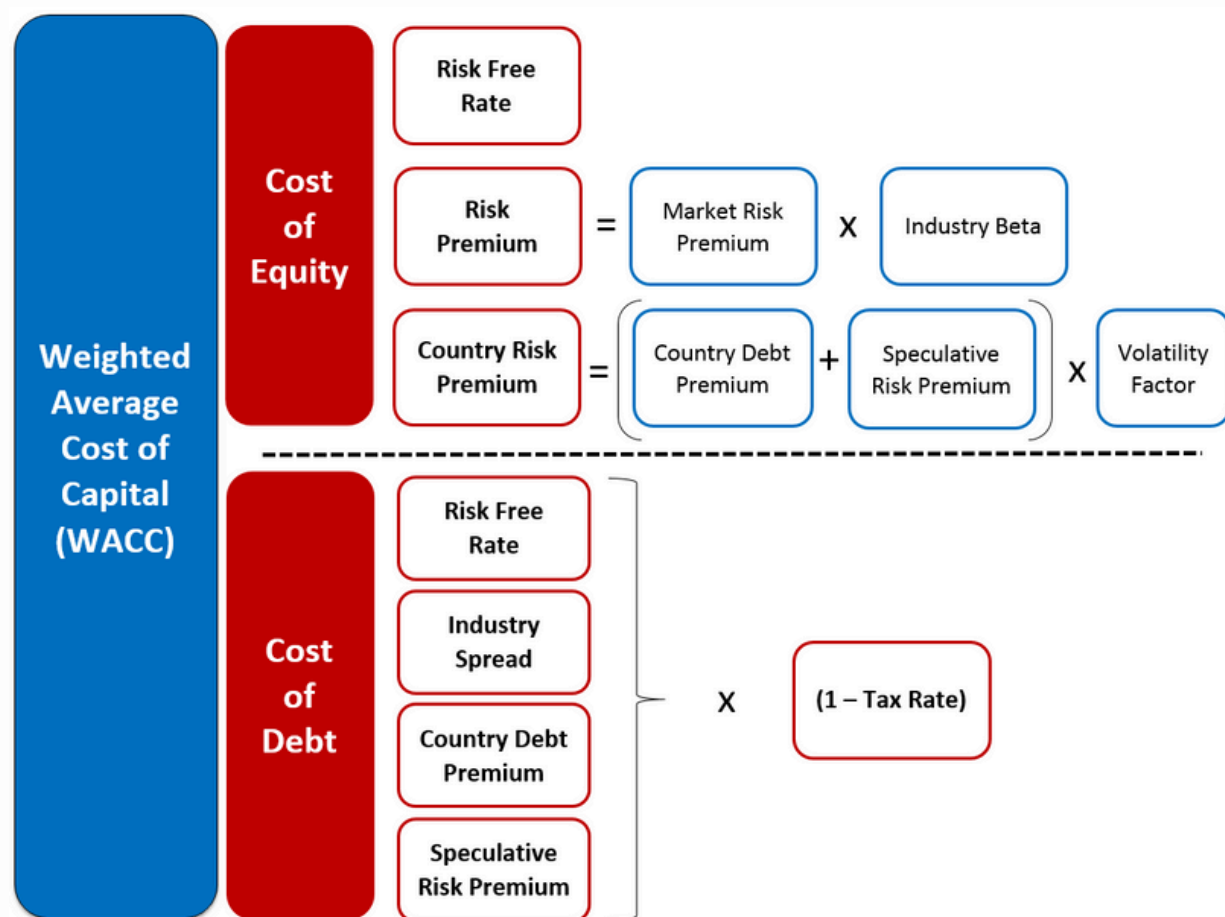 Weighted
Average
Cost of
Capital
(WACC)
Cost
of
Equity
Risk Free
Rate
Risk
Premium
=
Market Risk
Premium
x
Industry Beta
Country Risk
Premium
=
Country Debt
Premium
+
Speculative
Risk Premium
x
Volatility
Factor
Cost
of
Debt
Risk Free
Rate
Industry
Spread
Country Debt
Premium
Speculative
Risk Premium
x
(1 – Tax Rate)